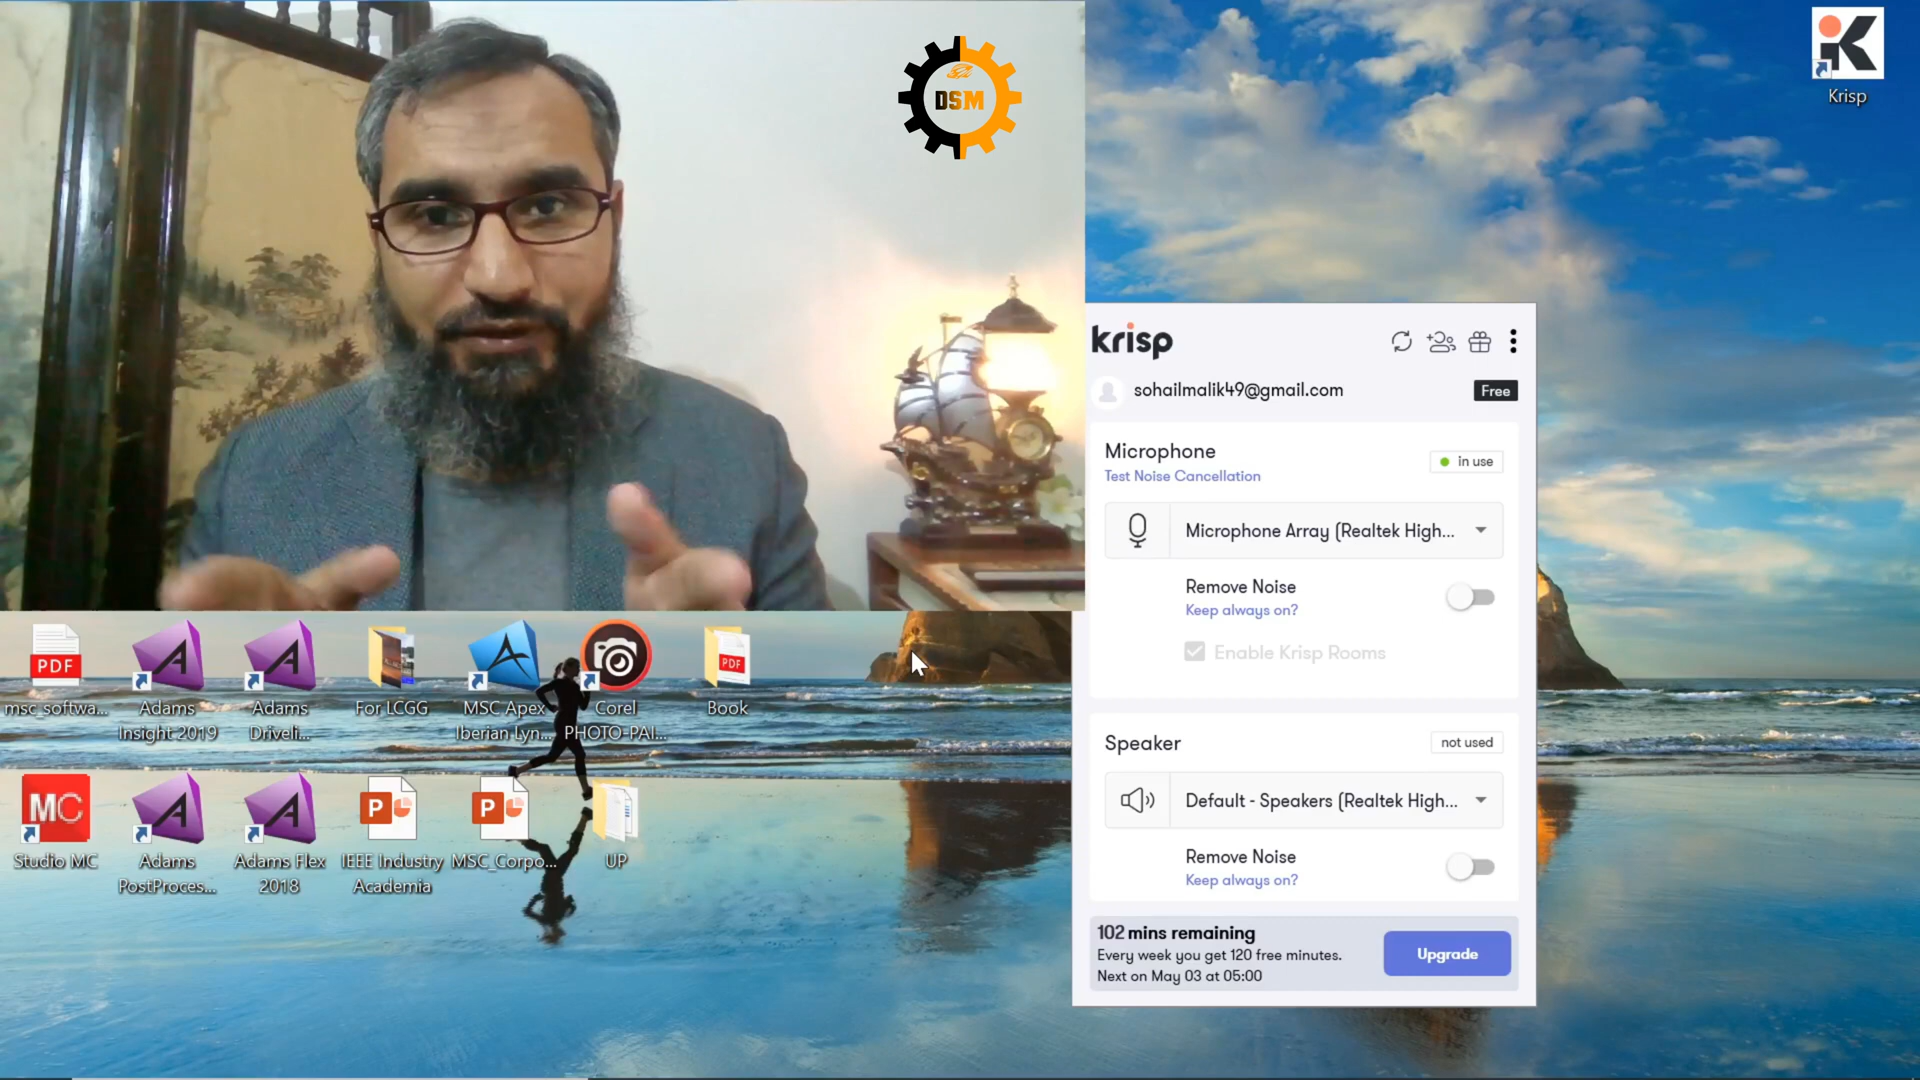 DSM
Krisp
krisp
sohailmalik49@gmail.com
Free
Microphone
in use
Test Noise Cancellation
Microphone Array (Realtek High...
Remove Noise
Keep always on?
Enable Krisp Rooms
Speaker
not used
Default - Speakers (Realtek High...
Remove Noise
Keep always on?
102 mins remaining
Every week you get 120 free minutes.
Next on May 03 at 05:00
Upgrade
PDF
msc_softwa...
Adams
Insight 2019
Adams
Driveli...
For LCGG
MSC Apex
Iberian Lyn...
Corel
PHOTO-PAI...
PDF
Book
MC
Studio MC
Adams
PostProces...
Adams Flex
2018
P
IEEE Industry
Academia
P
MSC_Corpo...
UP